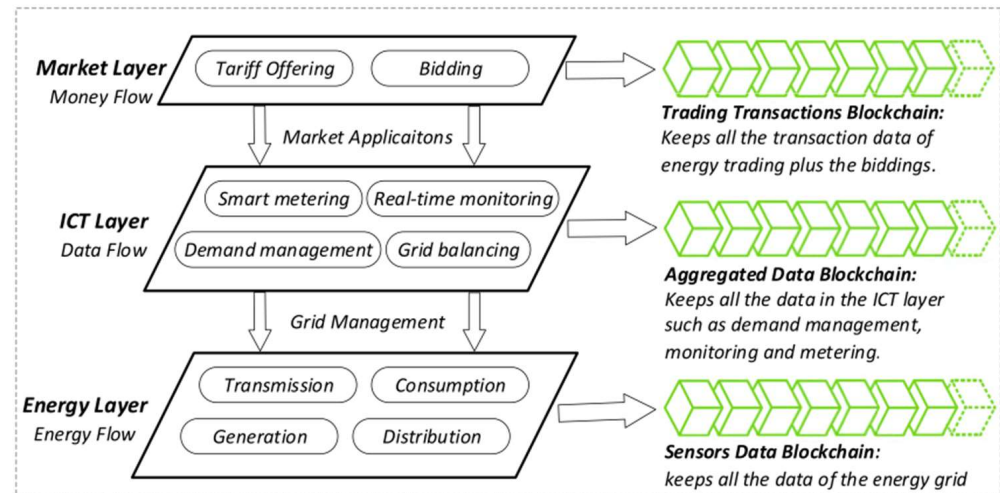 Market Layer
Money Flow
Tariff Offering
Bidding
Trading Transactions Blockchain:
Keeps all the transaction data of
energy trading plus the biddings.
Market Applicaitons
ICT Layer
Data Flow
Smart metering
Real-time monitoring
Demand management
Grid balancing
Aggregated Data Blockchain:
Keeps all the data in the ICT layer
such as demand management,
monitoring and metering.
Grid Management
Energy Layer
Energy Flow
Transmission
Consumption
Generation
Distribution
Sensors Data Blockchain:
keeps all the data of the energy grid